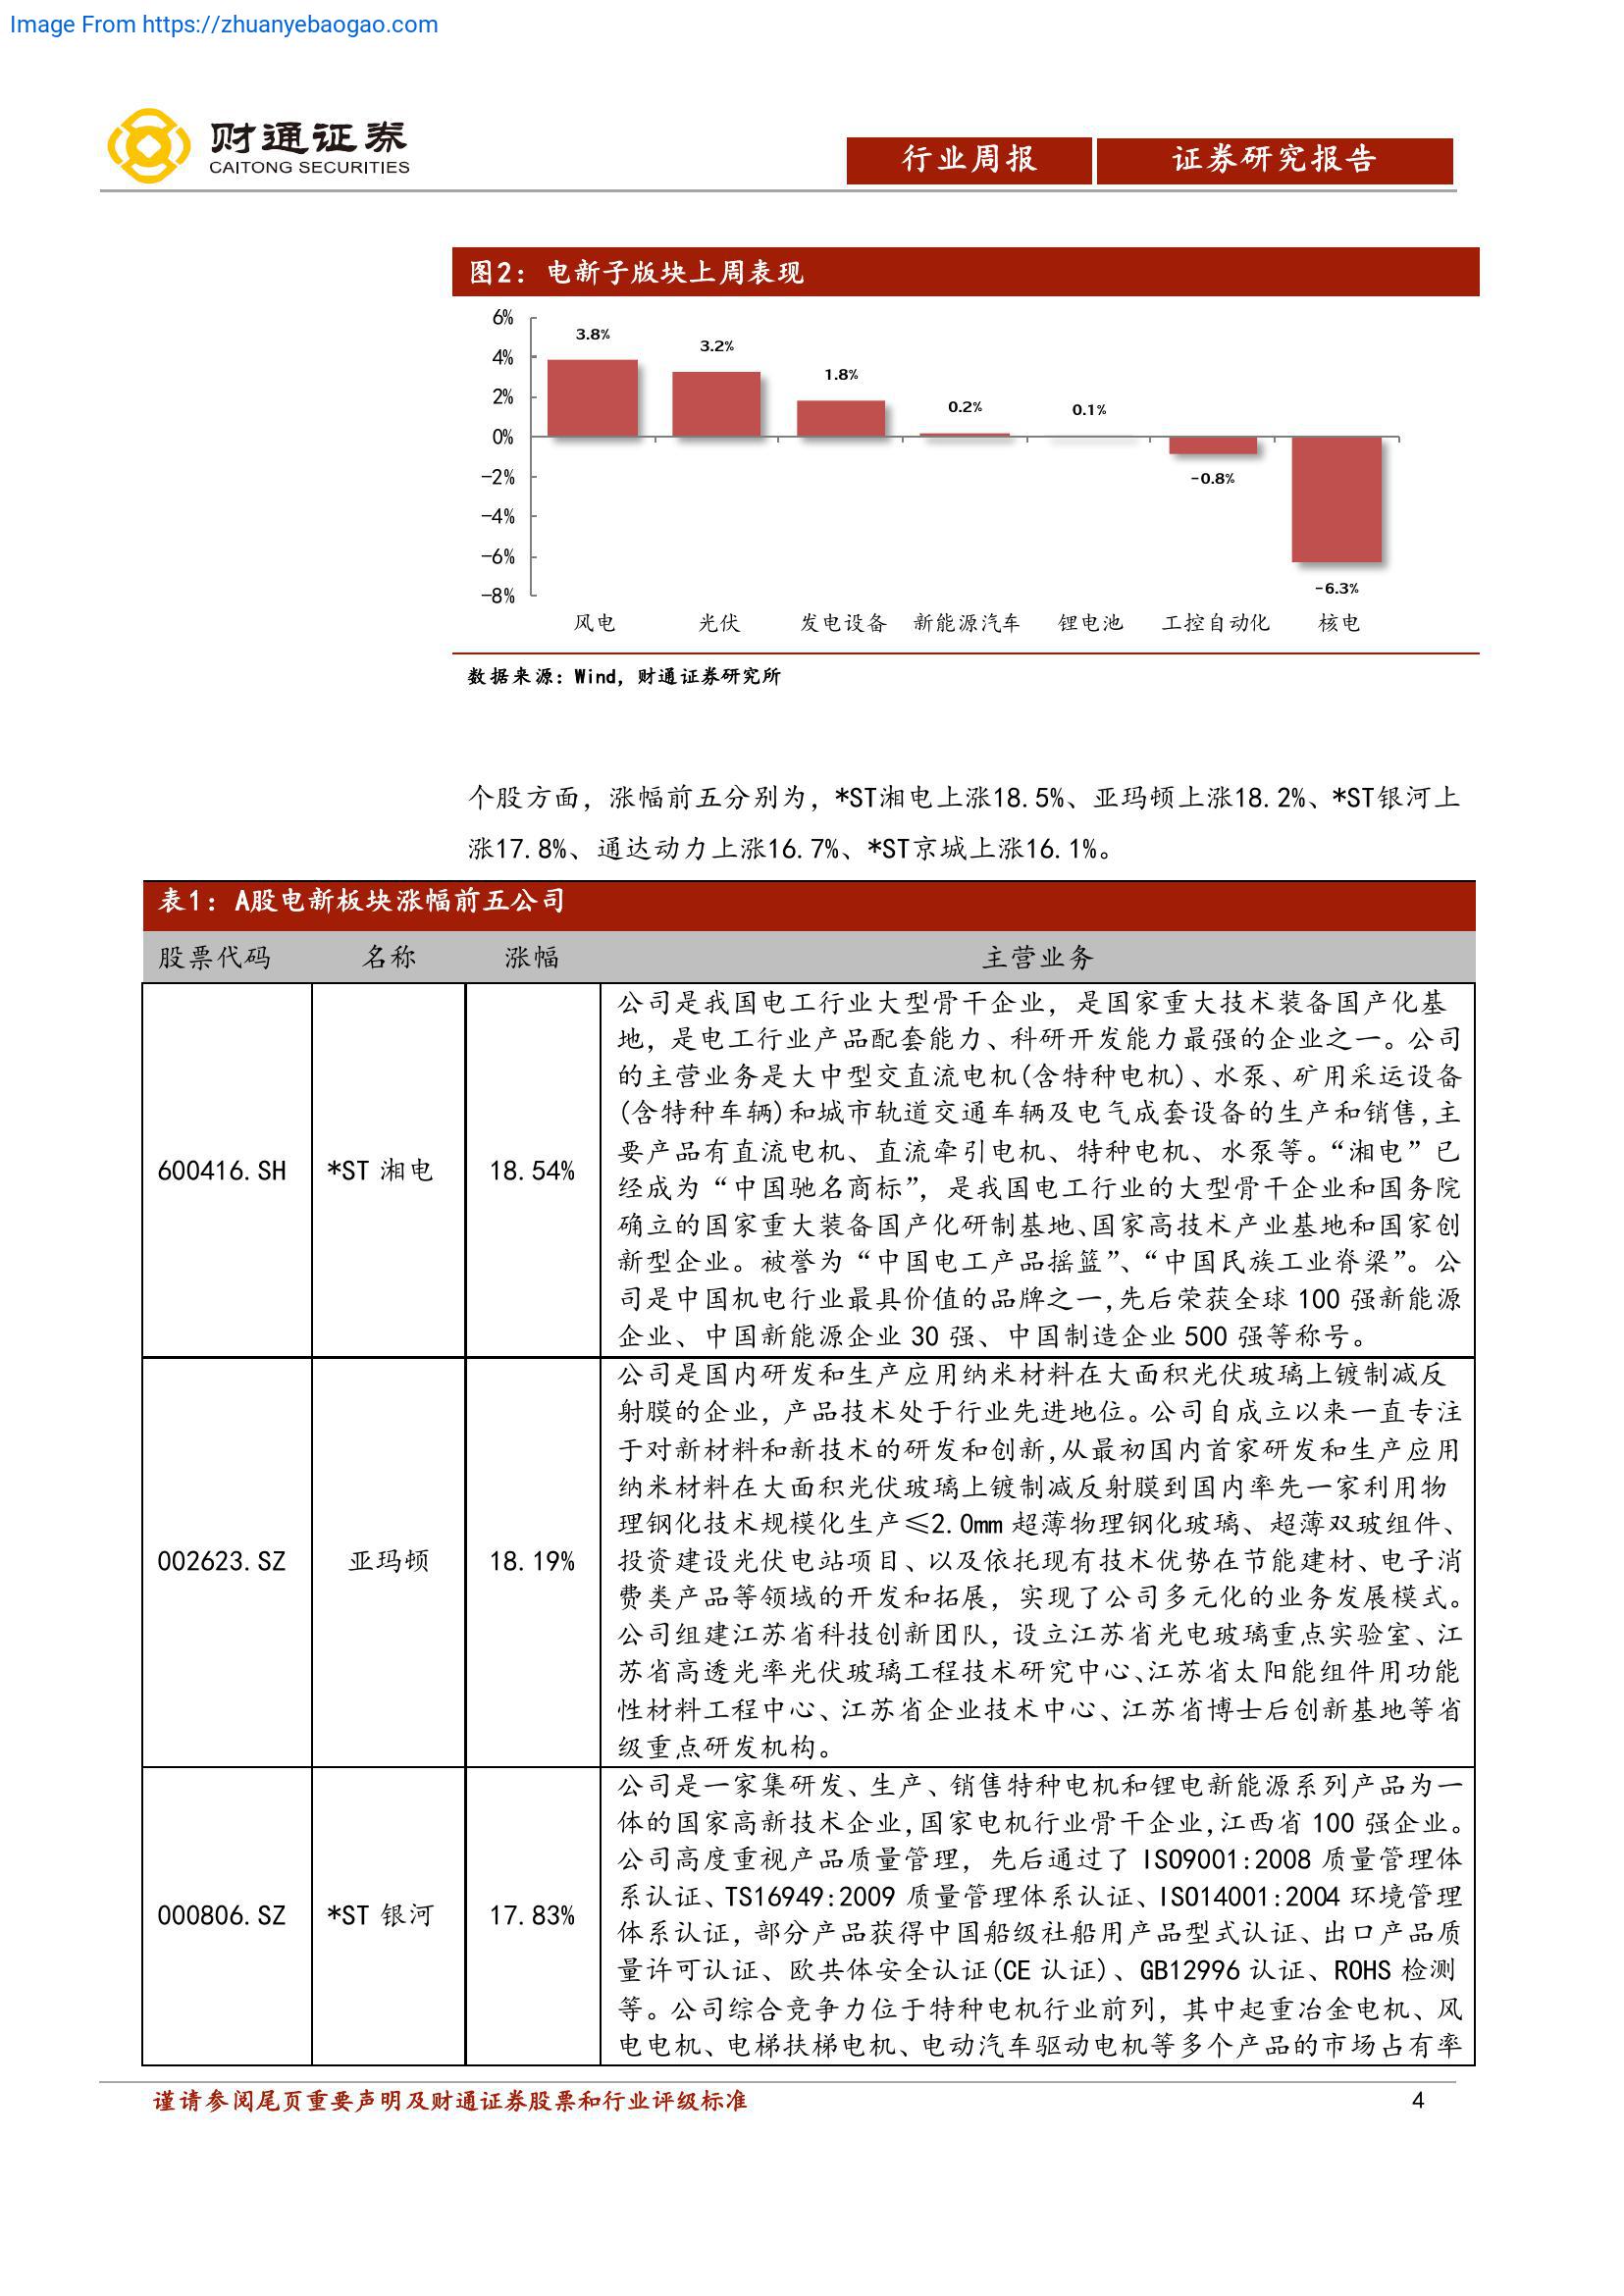 Image From https://zhuanyebaogao.com
财通证券
CAITONG SECURITIES
行业周报
证券研究报告
图2：电新子版块上周表现
6%
4%
2%
0%
-2%
-4%
-6%
-8%
3.8%
3.2%
1.8%
0.2%
0.1%
-0.8%
-6.3%
风电
光伏
发电设备
新能源汽车
锂电池
工控自动化
核电
数据来源：Wind，财通证券研究所
个股方面，涨幅前五分别为，*ST湘电上涨18.5%、亚玛顿上涨18.2%、*ST银河上
涨17.8%、通达动力上涨16.7%、*ST京城上涨16.1%。
表1：A股电新板块涨幅前五公司
股票代码 名称 涨幅 主营业务
600416.SH *ST 湘电 18.54%
公司是我国电工行业大型骨干企业，是国家重大技术装备国产化基
地，是电工行业产品配套能力、科研开发能力最强的企业之一。公司
的主营业务是大中型交直流电机(含特种电机)、水泵、矿用采运设备
(含特种车辆)和城市轨道交通车辆及电气成套设备的生产和销售,主
要产品有直流电机、直流牵引电机、特种电机、水泵等。“湘电”已
经成为“中国驰名商标”，是我国电工行业的大型骨干企业和国务院
确立的国家重大装备国产化研制基地、国家高技术产业基地和国家创
新型企业。被誉为“中国电工产品摇篮”、“中国民族工业脊梁”。公
司是中国机电行业最具价值的品牌之一,先后荣获全球 100 强新能源
企业、中国新能源企业 30 强、中国制造企业 500 强等称号。
002623.SZ 亚玛顿 18.19%
公司是国内研发和生产应用纳米材料在大面积光伏玻璃上镀制减反
射膜的企业，产品技术处于行业先进地位。公司自成立以来一直专注
于对新材料和新技术的研发和创新,从最初国内首家研发和生产应用
纳米材料在大面积光伏玻璃上镀制减反射膜到国内率先一家利用物
理钢化技术规模化生产≤2.0mm 超薄物理钢化玻璃、超薄双玻组件、
投资建设光伏电站项目、以及依托现有技术优势在节能建材、电子消
费类产品等领域的开发和拓展，实现了公司多元化的业务发展模式。
公司组建江苏省科技创新团队，设立江苏省光电玻璃重点实验室、江
苏省高透光率光伏玻璃工程技术研究中心、江苏省太阳能组件用功能
性材料工程中心、江苏省企业技术中心、江苏省博士后创新基地等省
级重点研发机构。
000806.SZ *ST 银河 17.83%
公司是一家集研发、生产、销售特种电机和锂电新能源系列产品为一
体的国家高新技术企业,国家电机行业骨干企业,江西省 100 强企业。
公司高度重视产品质量管理，先后通过了 ISO9001:2008 质量管理体
系认证、TS16949:2009 质量管理体系认证、ISO14001:2004 环境管理
体系认证，部分产品获得中国船级社船用产品型式认证、出口产品质
量许可认证、欧共体安全认证(CE 认证)、GB12996 认证、ROHS 检测
等。公司综合竞争力位于特种电机行业前列，其中起重冶金电机、风
电电机、电梯扶梯电机、电动汽车驱动电机等多个产品的市场占有率
谨请参阅尾页重要声明及财通证券股票和行业评级标准
4